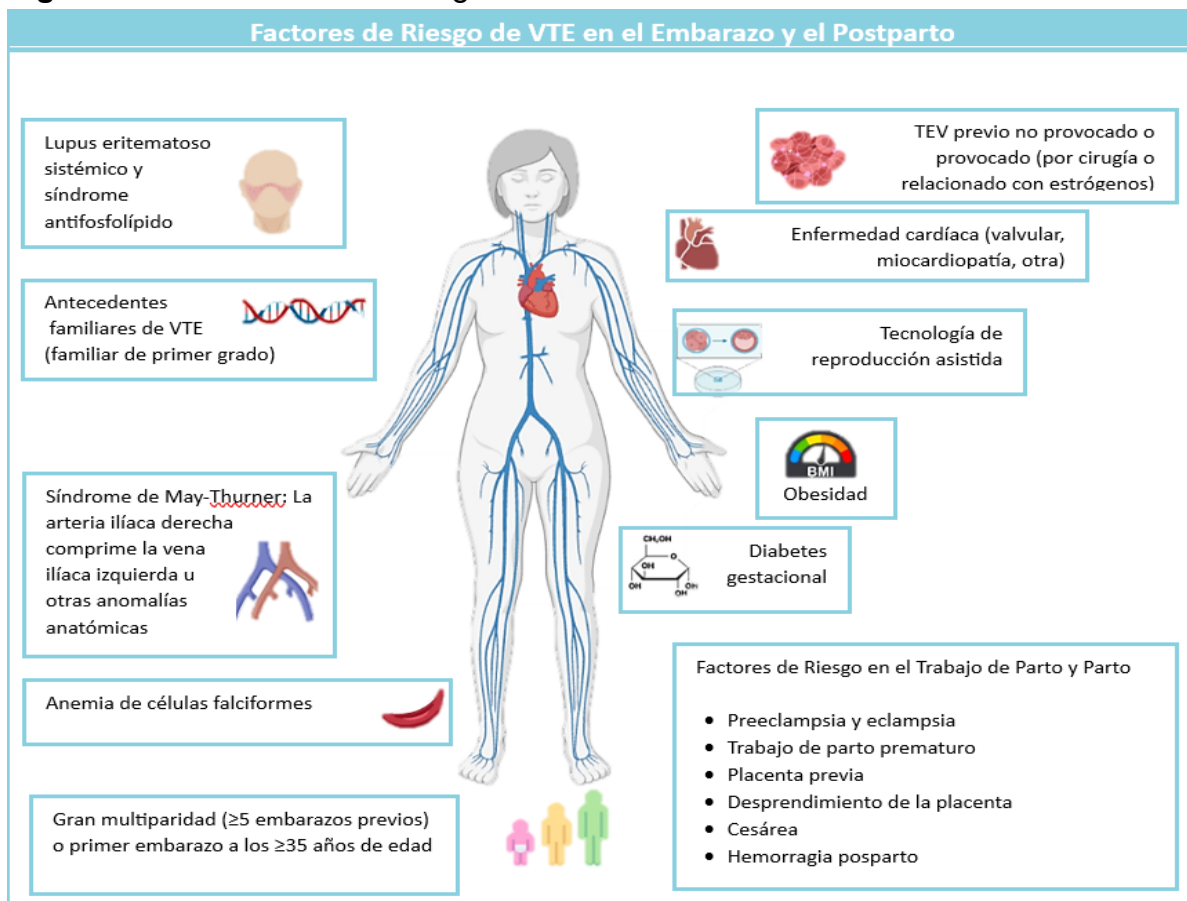 Factores de Riesgo de VTE en el Embarazo y el Postparto
Lupus eritematoso
sistémico y
síndrome
antifosfolípido
TEV previo no provocado o
provocado (por cirugía o
relacionado con estrógenos)
Enfermedad cardíaca (valvular,
miocardiopatía, otra)
Antecedentes
familiares de VTE
(familiar de primer grado)
Tecnología de
reproducción asistida
BMI
Obesidad
Síndrome de May-Thurner: La
arteria ilíaca derecha
comprime la vena
ilíaca izquierda u
otras anomalías
anatómicas
CH₂OH
O
OH
OH
OH
OH
Diabetes
gestacional
Anemia de células falciformes
Factores de Riesgo en el Trabajo de Parto y Parto
• Preeclampsia y eclampsia
• Trabajo de parto prematuro
• Placenta previa
• Desprendimiento de la placenta
• Cesárea
• Hemorragia posparto
Gran multiparidad (≥5 embarazos previos)
o primer embarazo a los ≥35 años de edad